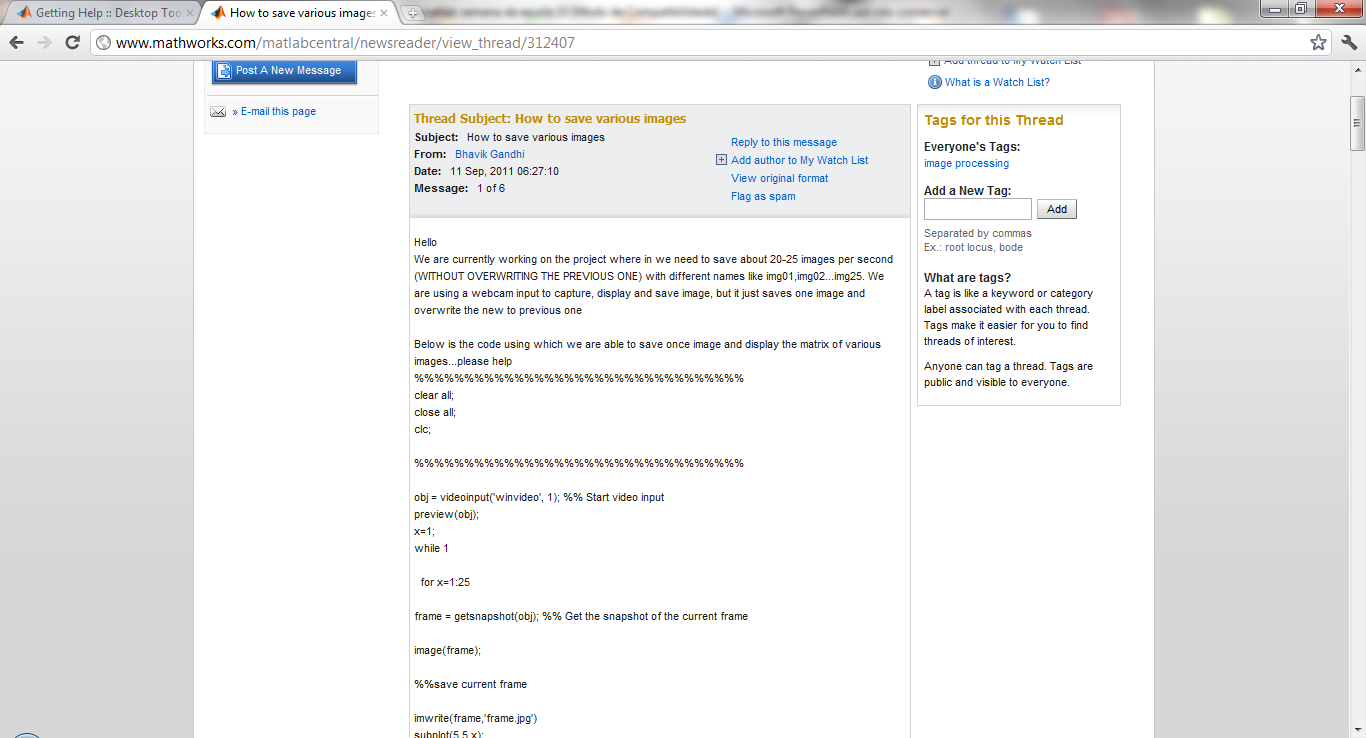 Getting Help :: Desktop Too
How to save various images
www.mathworks.com/matlabcentral/newsreader/view_thread/312407
Post A New Message
» E-mail this page
Add thread to My Watch List
What is a Watch List?
Thread Subject: How to save various images
Subject: How to save various images
From: Bhavik Gandhi
Date: 11 Sep, 2011 06:27:10
Message: 1 of 6
Reply to this message
Add author to My Watch List
View original format
Flag as spam
Hello
We are currently working on the project where in we need to save about 20-25 images per second
(WITHOUT OVERWRITING THE PREVIOUS ONE) with different names like img01,img02...img25. We
are using a webcam input to capture, display and save image, but it just saves one image and
overwrite the new to previous one
Below is the code using which we are able to save once image and display the matrix of various
images...please help
%%%%%%%%%%%%%%%%%%%%%%%%%%%%%%%%%
clear all;
close all;
clc;
%%%%%%%%%%%%%%%%%%%%%%%%%%%%%%%%%
obj = videoinput('winvideo', 1); %% Start video input
preview(obj);
x=1;
while 1
for x=1:25
frame = getsnapshot(obj); %% Get the snapshot of the current frame
image(frame);
%%save current frame
imwrite(frame,'frame.jpg')
subplot(5,5,x);
Tags for this Thread
Everyone's Tags:
image processing
Add a New Tag:
Add
Separated by commas
Ex.: root locus, bode
What are tags?
A tag is like a keyword or category
label associated with each thread.
Tags make it easier for you to find
threads of interest.
Anyone can tag a thread. Tags are
public and visible to everyone.